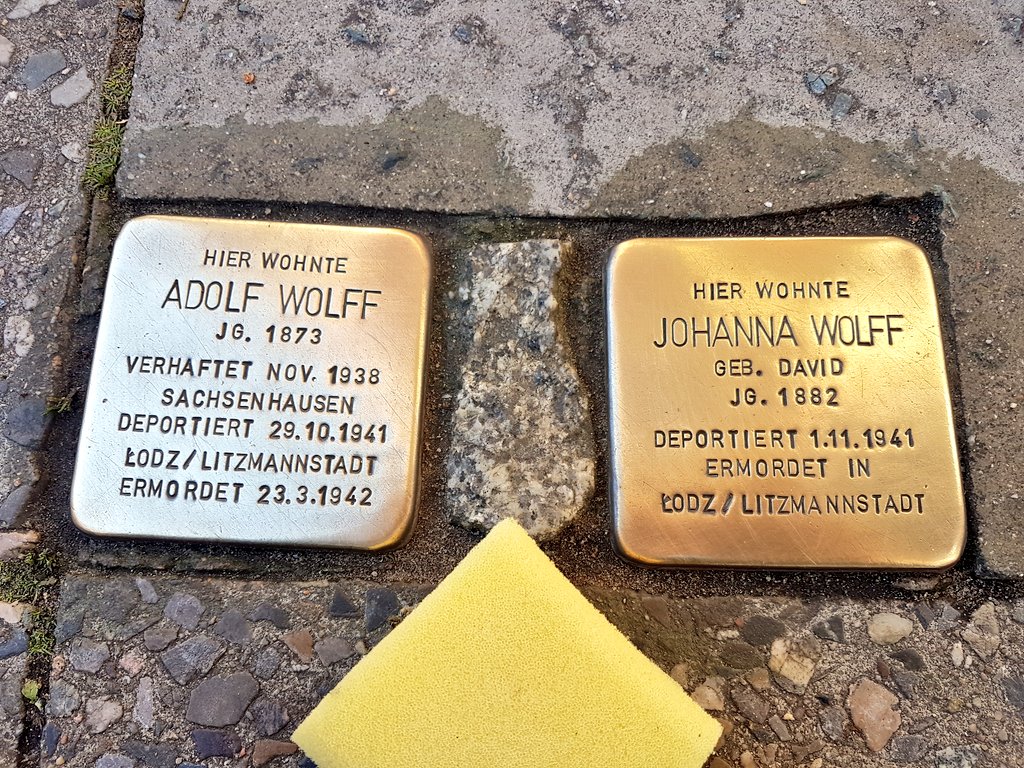 HIER WOHNTE
ADOLF WOLFF
JG. 1873
VERHAFTET NOV. 1938
SACHSENHAUSEN
DEPORTIERT 29.10.1941
ŁODZ/LITZMANNSTADT
ERMORDET 23.3.1942
HIER WOHNTE
JOHANNA WOLFF
GEB. DAVID
JG. 1882
DEPORTIERT 1.11.1941
ERMORDET IN
ŁODZ/LITZMANNSTADT